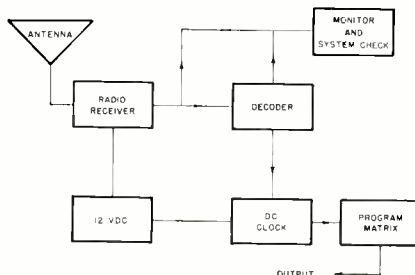 ANTENNA
MONITOR
AND
SYSTEM CHECK
RADIO
RECEIVER
DECODER
12 VDC
DC
CLOCK
PROGRAM
MATRIX
OUTPUT